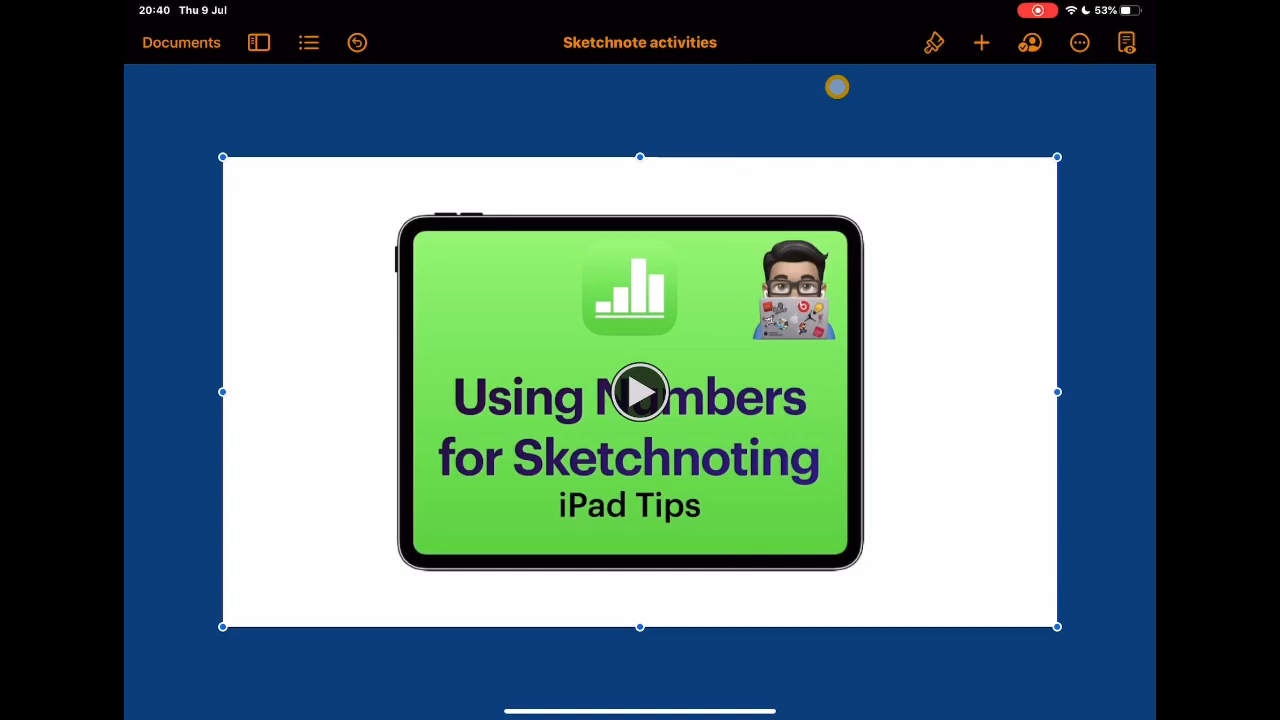 20:40 Thu 9 Jul 53%
Documents Sketchnote activities
Using Numbers
for Sketchnoting
iPad Tips